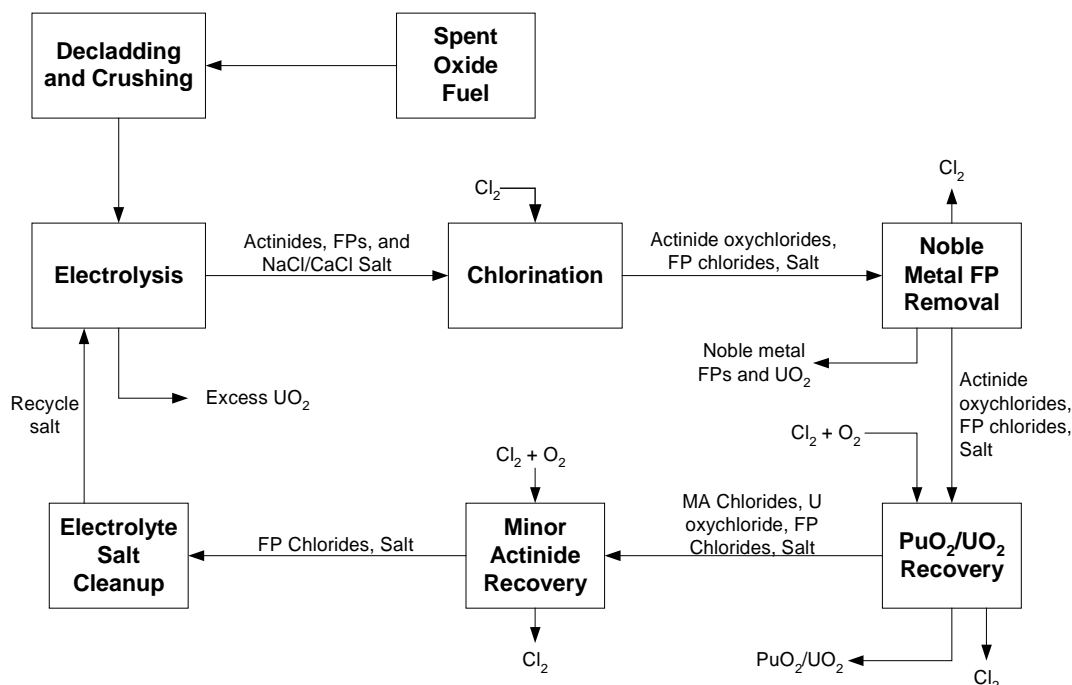 Decladding
and Crushing
Spent
Oxide
Fuel
Cl₂
Cl₂
Electrolysis
Actinides, FPs, and
NaCl/CaCl Salt
Chlorination
Actinide oxychlorides,
FP chlorides, Salt
Noble
Metal FP
Removal
Noble metal
FPs and UO₂
Actinide
oxychlorides,
FP chlorides,
Salt
Recycle
salt
Excess UO₂
Cl₂ + O₂
Cl₂ + O₂
Electrolyte
Salt
Cleanup
FP Chlorides, Salt
Minor
Actinide
Recovery
MA Chlorides, U
oxychloride, FP
Chlorides, Salt
PuO₂/UO₂
Recovery
Cl₂
PuO₂/UO₂
Cl₂